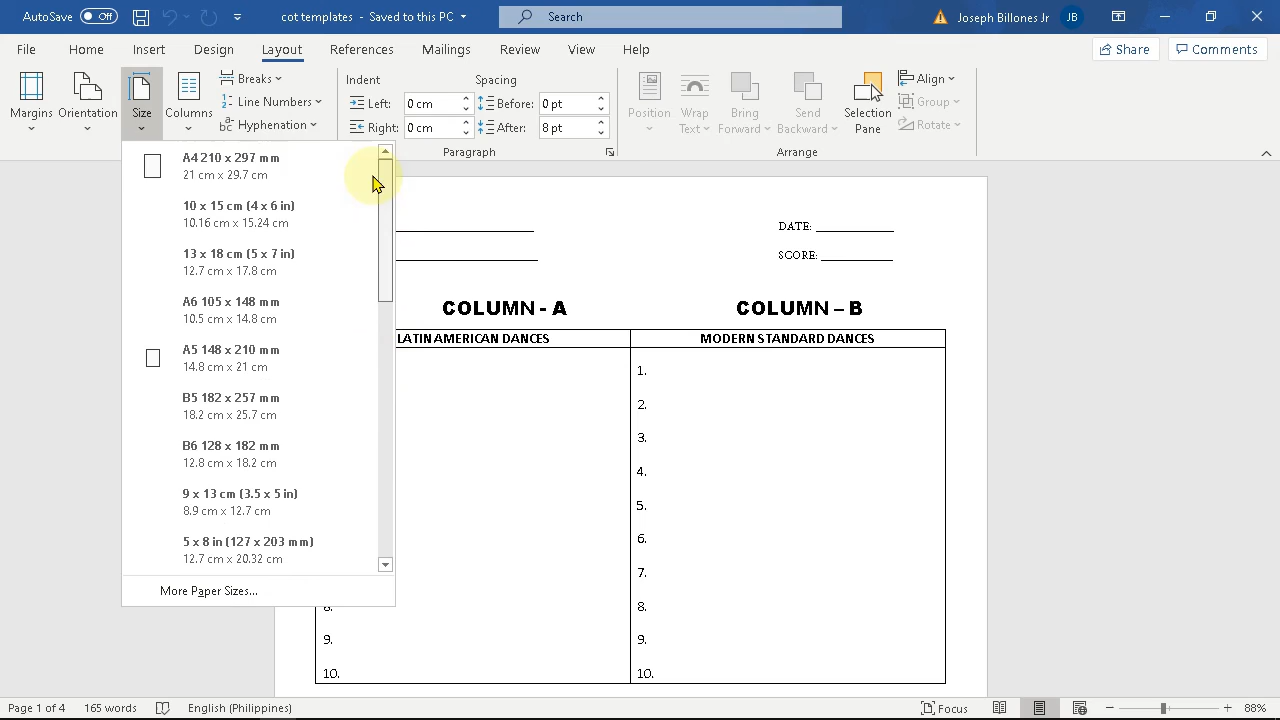 AutoSave Off cot templates - Saved to this PC Search Joseph Billones Jr JB
File Home Insert Design Layout References Mailings Review View Help Share Comments
Margins Orientation Size Columns
Breaks
Line Numbers
Hyphenation
Indent Spacing
Left: 0 cm Before: 0 pt
Right: 0 cm After: 8 pt
Paragraph
Position Wrap Text Bring Forward Send Backward Selection Pane
Align
Group
Rotate
Arrange
A4 210 x 297 mm
21 cm x 29.7 cm
10 x 15 cm (4 x 6 in)
10.16 cm x 15.24 cm
13 x 18 cm (5 x 7 in)
12.7 cm x 17.8 cm
A6 105 x 148 mm
10.5 cm x 14.8 cm
A5 148 x 210 mm
14.8 cm x 21 cm
B5 182 x 257 mm
18.2 cm x 25.7 cm
B6 128 x 182 mm
12.8 cm x 18.2 cm
9 x 13 cm (3.5 x 5 in)
8.9 cm x 12.7 cm
5 x 8 in (127 x 203 mm)
12.7 cm x 20.32 cm
More Paper Sizes...
DATE:
SCORE:
COLUMN - A COLUMN – B
LATIN AMERICAN DANCES MODERN STANDARD DANCES
1.
2.
3.
4.
5.
6.
7.
8. 8.
9. 9.
10. 10.
Page 1 of 4 165 words English (Philippines) Focus 88%